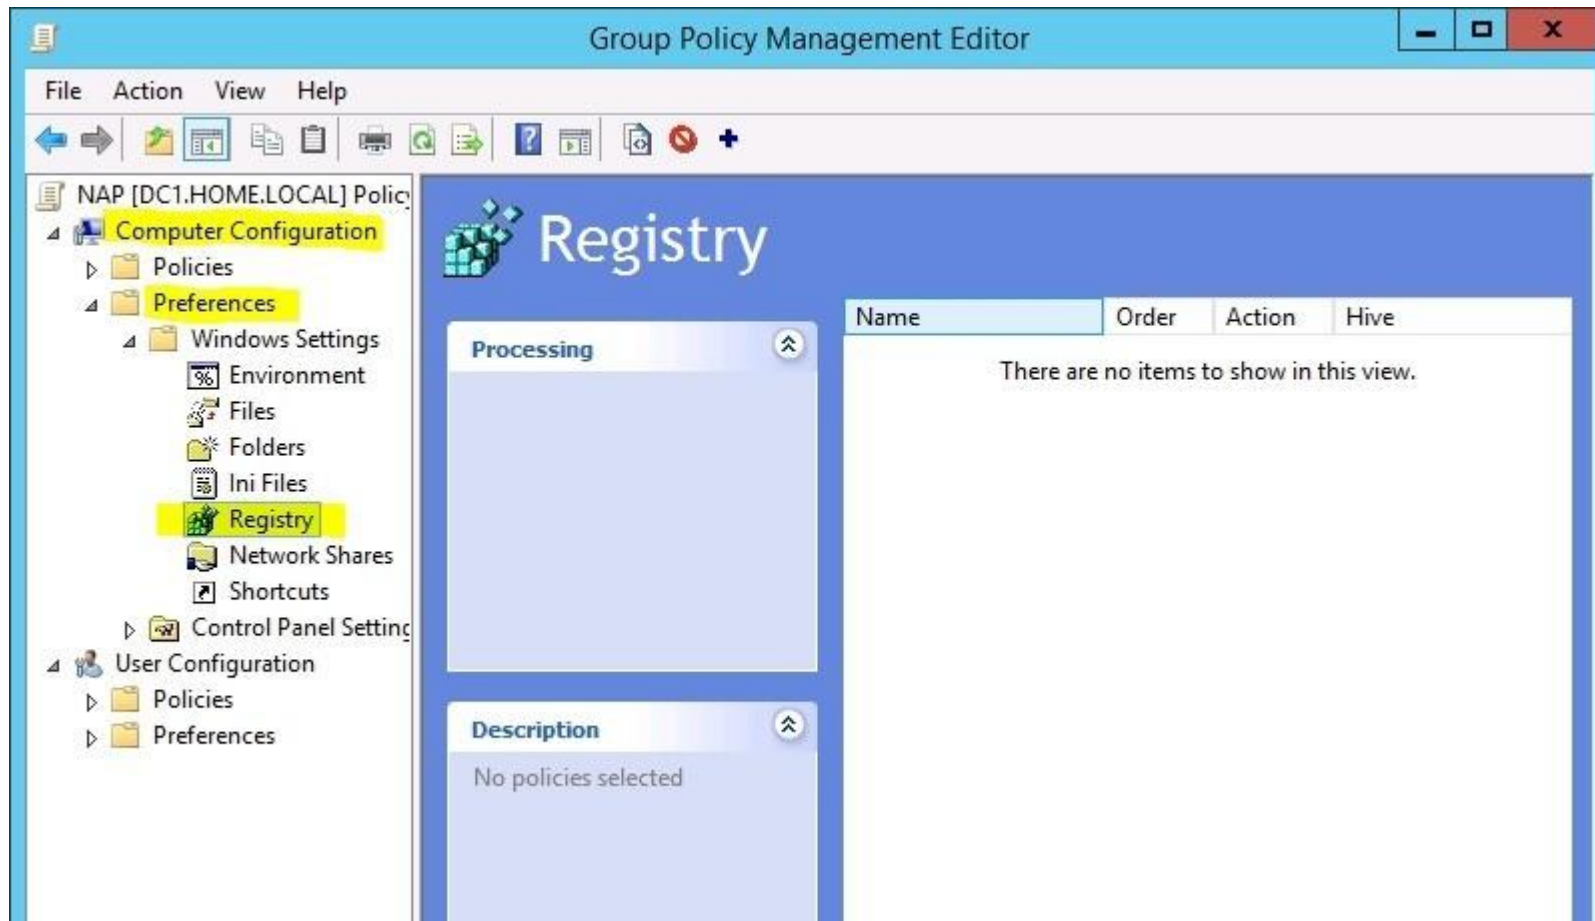 Group Policy Management Editor
File Action View Help
NAP [DC1.HOME.LOCAL] Policy
Computer Configuration
Policies
Preferences
Windows Settings
Environment
Files
Folders
Ini Files
Registry
Network Shares
Shortcuts
Control Panel Setting
User Configuration
Policies
Preferences
Registry
Processing
Description
No policies selected
Name Order Action Hive
There are no items to show in this view.